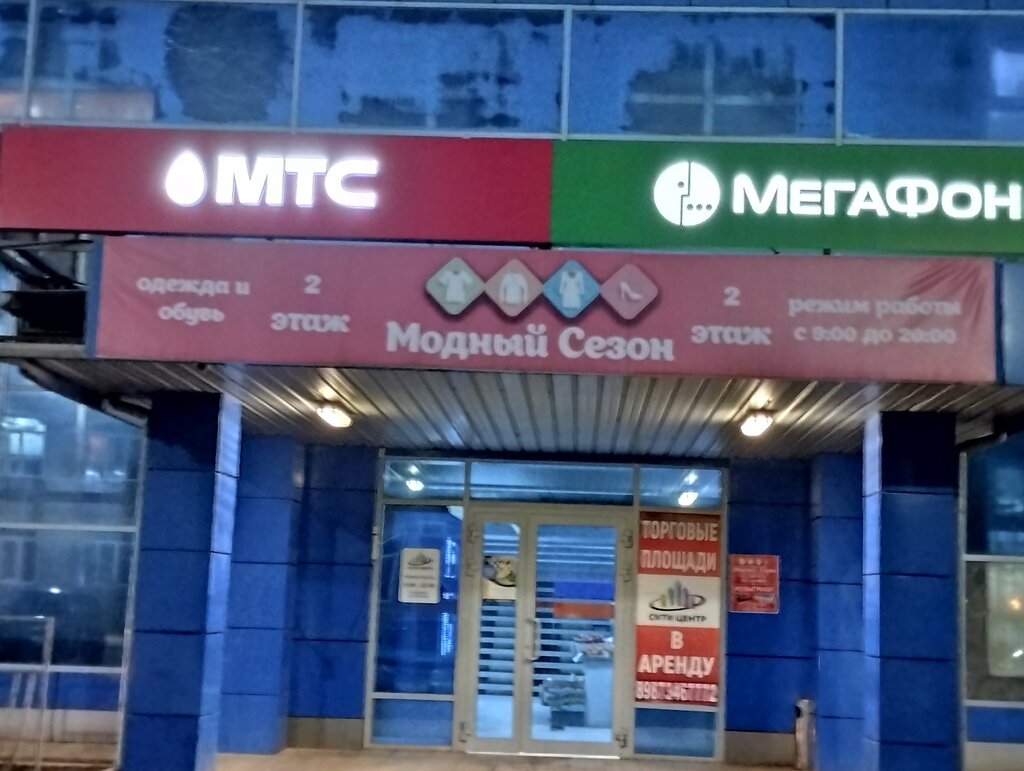 МТС
МЕГАФОН
одежда и
обувь
2
этаж
Модный Сезон
2
этаж
режим работы
с 9:00 до 20:00
ТОРГОВЫЕ
ПЛОЩАДИ
СИТИ-ЦЕНТР
В
АРЕНДУ
89873467772